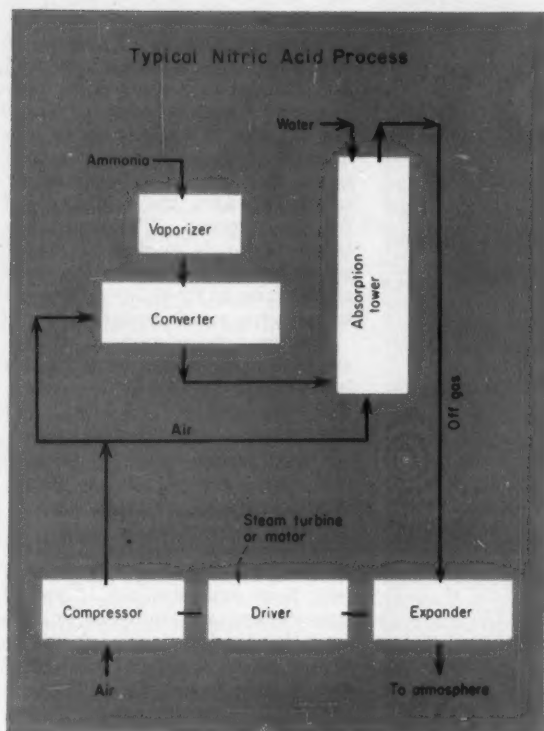 Typical Nitric Acid Process
Water
Ammonia
Vaporizer
Converter
Absorption
tower
Air
Off gas
Steam turbine
or motor
Compressor
Driver
Expander
Air
To atmosphere